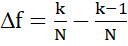 Δf = k/N − k−1/N